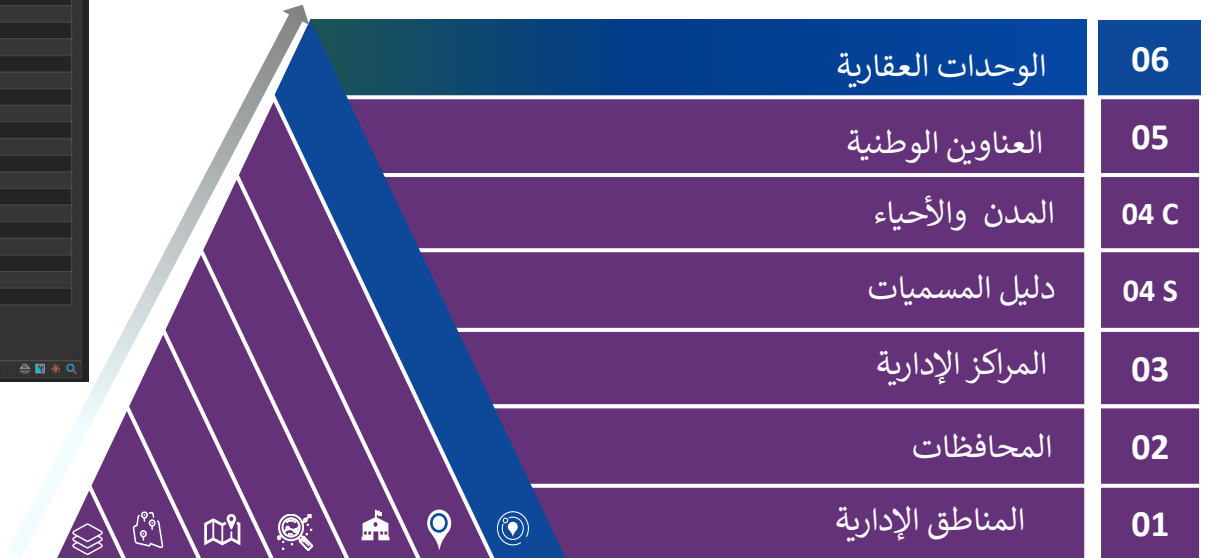 الوحدات العقارية 06
العناوين الوطنية 05
المدن والأحياء 04 C
دليل المسميات 04 S
المراكز الإدارية 03
المحافظات 02
المناطق الإدارية 01